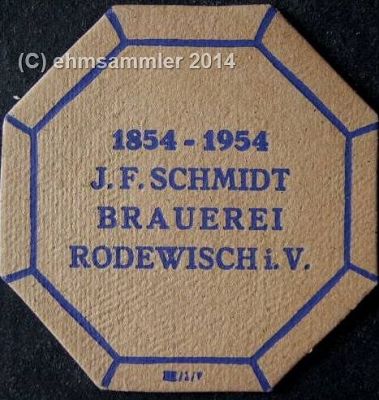 (C) ehmsammler 2014
1854 - 1954
J. F. SCHMIDT
BRAUEREI
RODEWISCH i. V.